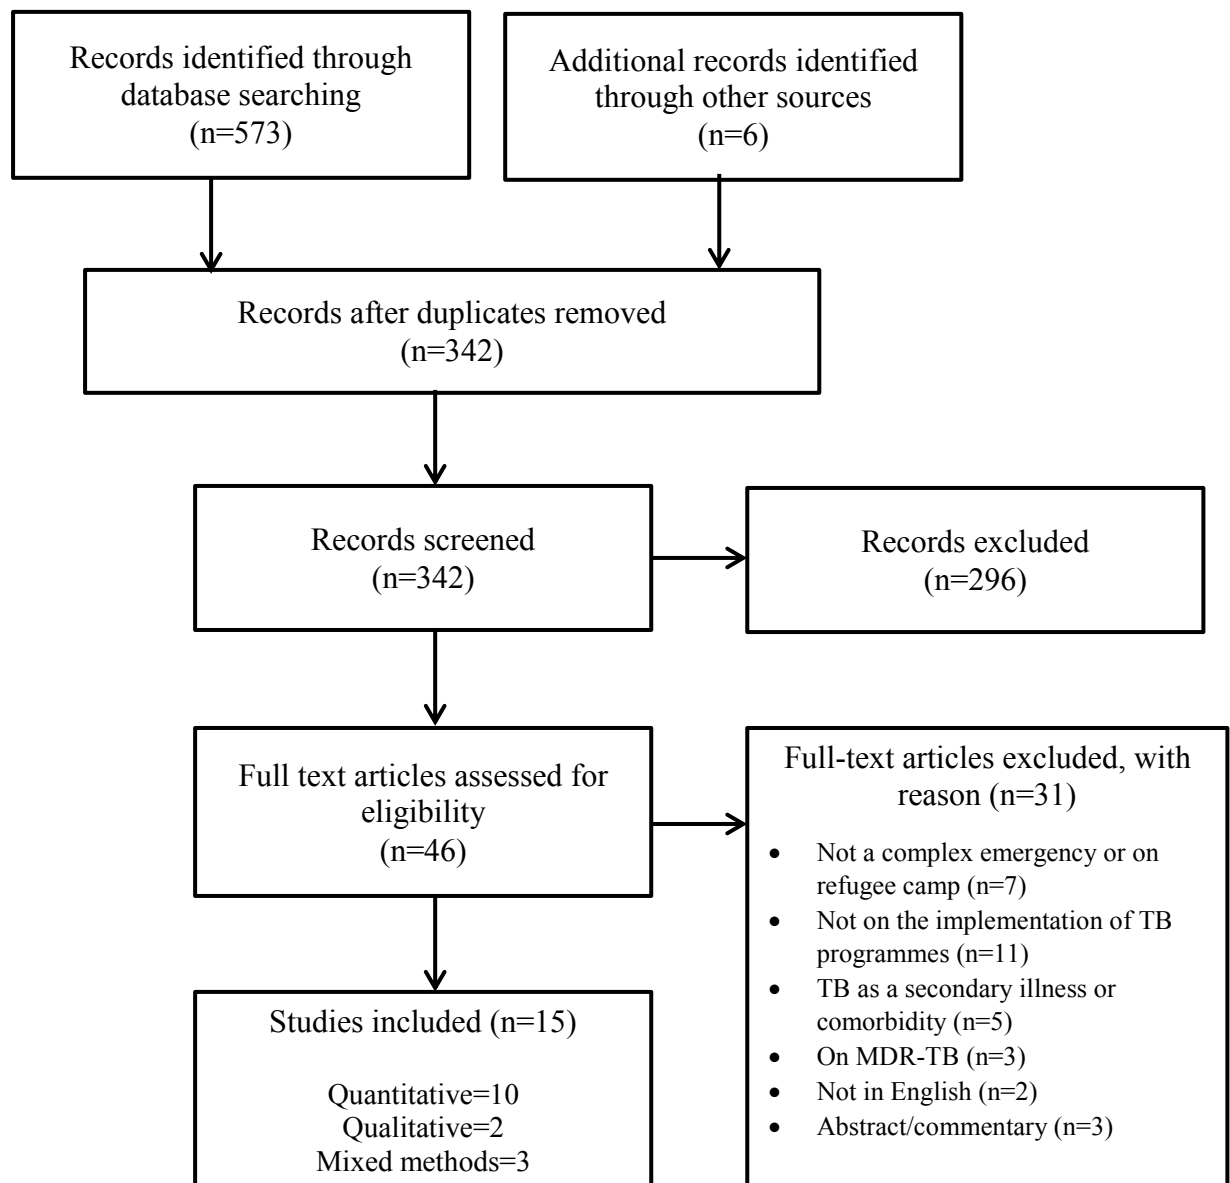 Records identified through
database searching
(n=573)
Additional records identified
through other sources
(n=6)
Records after duplicates removed
(n=342)
Records screened
(n=342)
Records excluded
(n=296)
Full text articles assessed for
eligibility
(n=46)
Full-text articles excluded, with
reason (n=31)
• Not a complex emergency or on
refugee camp (n=7)
• Not on the implementation of TB
programmes (n=11)
• TB as a secondary illness or
comorbidity (n=5)
• On MDR-TB (n=3)
• Not in English (n=2)
• Abstract/commentary (n=3)
Studies included (n=15)
Quantitative=10
Qualitative=2
Mixed methods=3